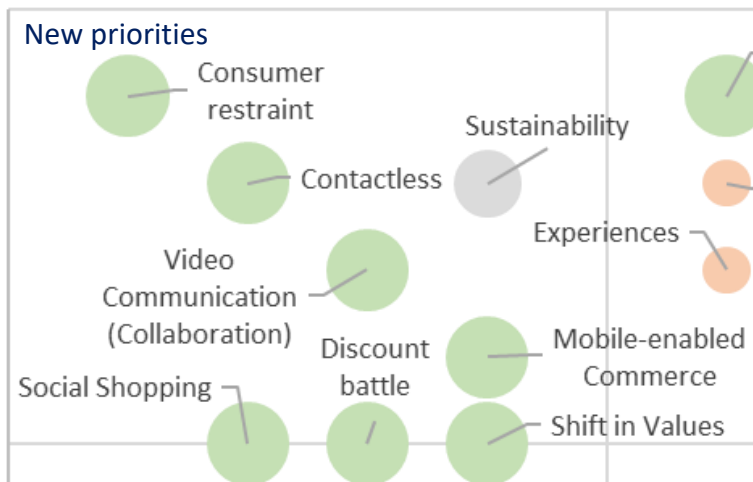 New priorities
Consumer
restraint
Sustainability
Contactless
Experiences
Video
Communication
(Collaboration)
Discount
battle
Mobile-enabled
Commerce
Social Shopping
Shift in Values